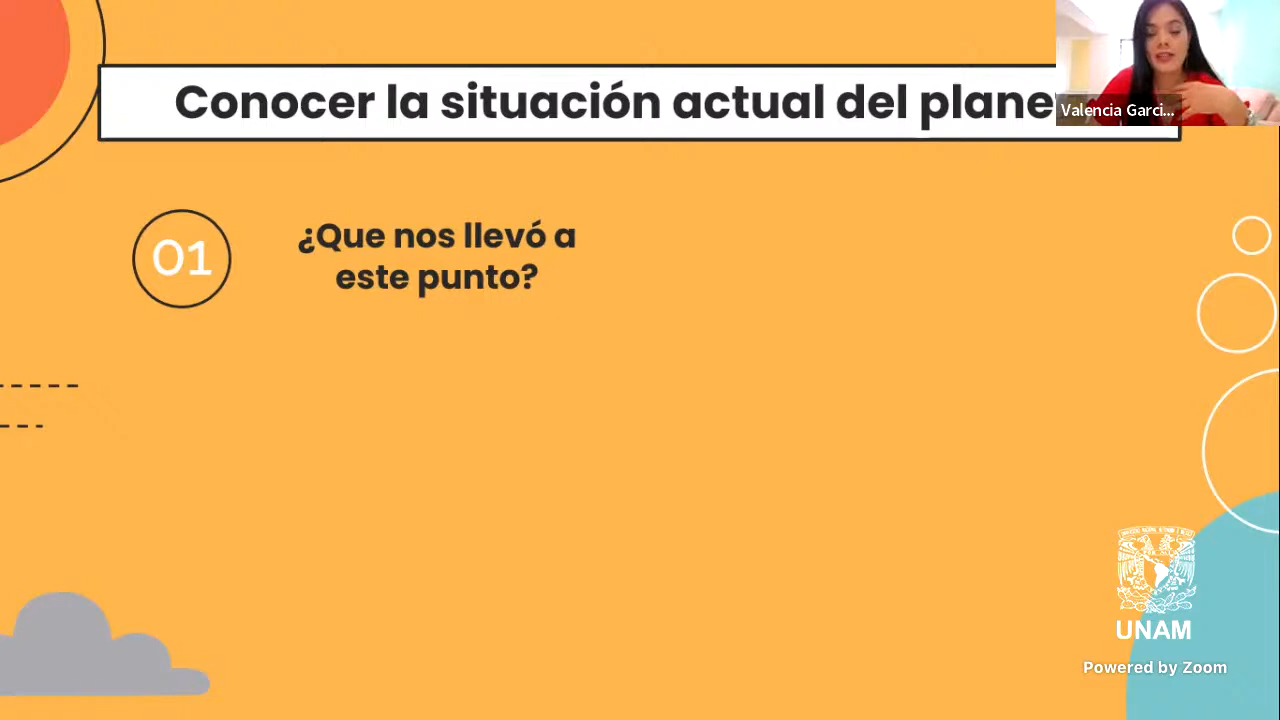 Conocer la situación actual del plane
Valencia Garci...
01
¿Que nos llevó a
este punto?
UNAM
Powered by Zoom